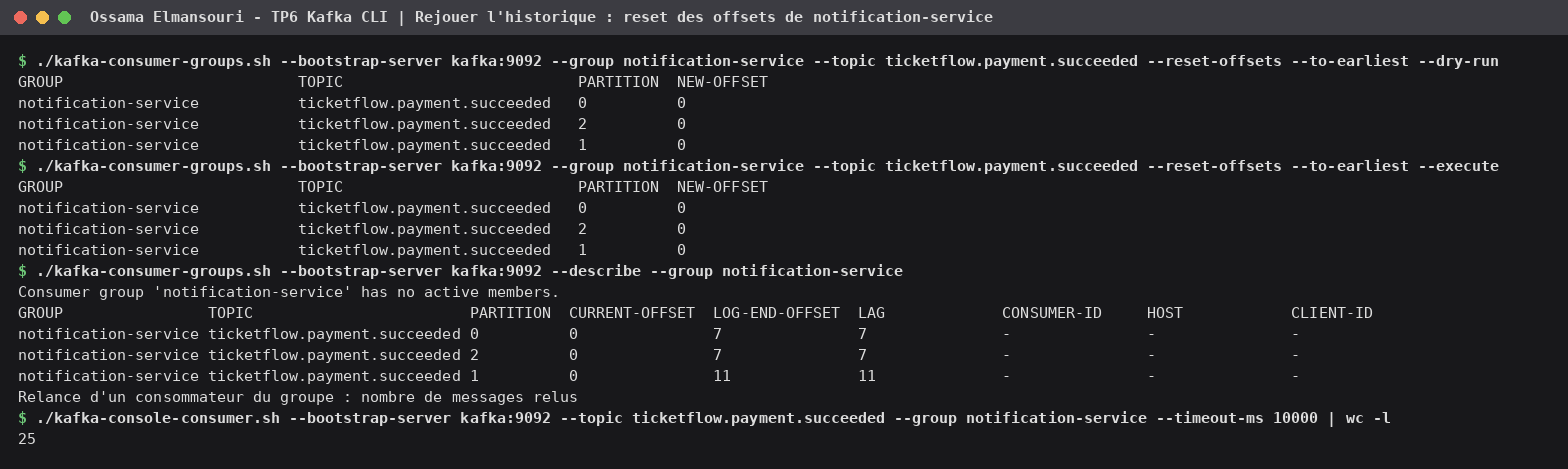 Ossama Elmansouri - TP6 Kafka CLI | Rejouer l'historique : reset des offsets de notification-service
$ ./kafka-consumer-groups.sh --bootstrap-server kafka:9092 --group notification-service --topic ticketflow.payment.succeeded --reset-offsets --to-earliest --dry-run
GROUP TOPIC PARTITION NEW-OFFSET
notification-service ticketflow.payment.succeeded 0 0
notification-service ticketflow.payment.succeeded 2 0
notification-service ticketflow.payment.succeeded 1 0
$ ./kafka-consumer-groups.sh --bootstrap-server kafka:9092 --group notification-service --topic ticketflow.payment.succeeded --reset-offsets --to-earliest --execute
GROUP TOPIC PARTITION NEW-OFFSET
notification-service ticketflow.payment.succeeded 0 0
notification-service ticketflow.payment.succeeded 2 0
notification-service ticketflow.payment.succeeded 1 0
$ ./kafka-consumer-groups.sh --bootstrap-server kafka:9092 --describe --group notification-service
Consumer group 'notification-service' has no active members.
GROUP TOPIC PARTITION CURRENT-OFFSET LOG-END-OFFSET LAG CONSUMER-ID HOST CLIENT-ID
notification-service ticketflow.payment.succeeded 0 0 7 7 - - -
notification-service ticketflow.payment.succeeded 2 0 7 7 - - -
notification-service ticketflow.payment.succeeded 1 0 11 11 - - -
Relance d'un consommateur du groupe : nombre de messages relus
$ ./kafka-console-consumer.sh --bootstrap-server kafka:9092 --topic ticketflow.payment.succeeded --group notification-service --timeout-ms 10000 | wc -l
25